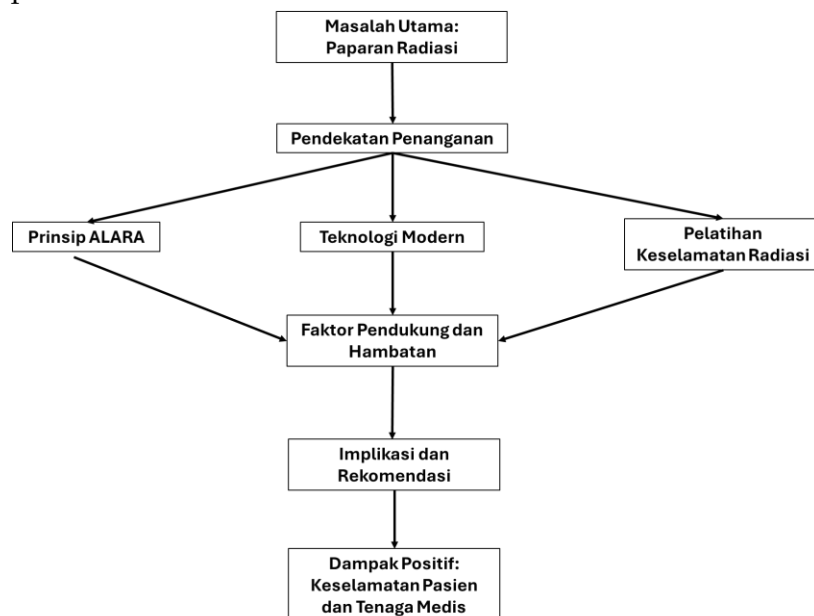 Masalah Utama:
Paparan Radiasi
Pendekatan Penanganan
Prinsip ALARA
Teknologi Modern
Pelatihan
Keselamatan Radiasi
Faktor Pendukung dan
Hambatan
Implikasi dan
Rekomendasi
Dampak Positif:
Keselamatan Pasien
dan Tenaga Medis